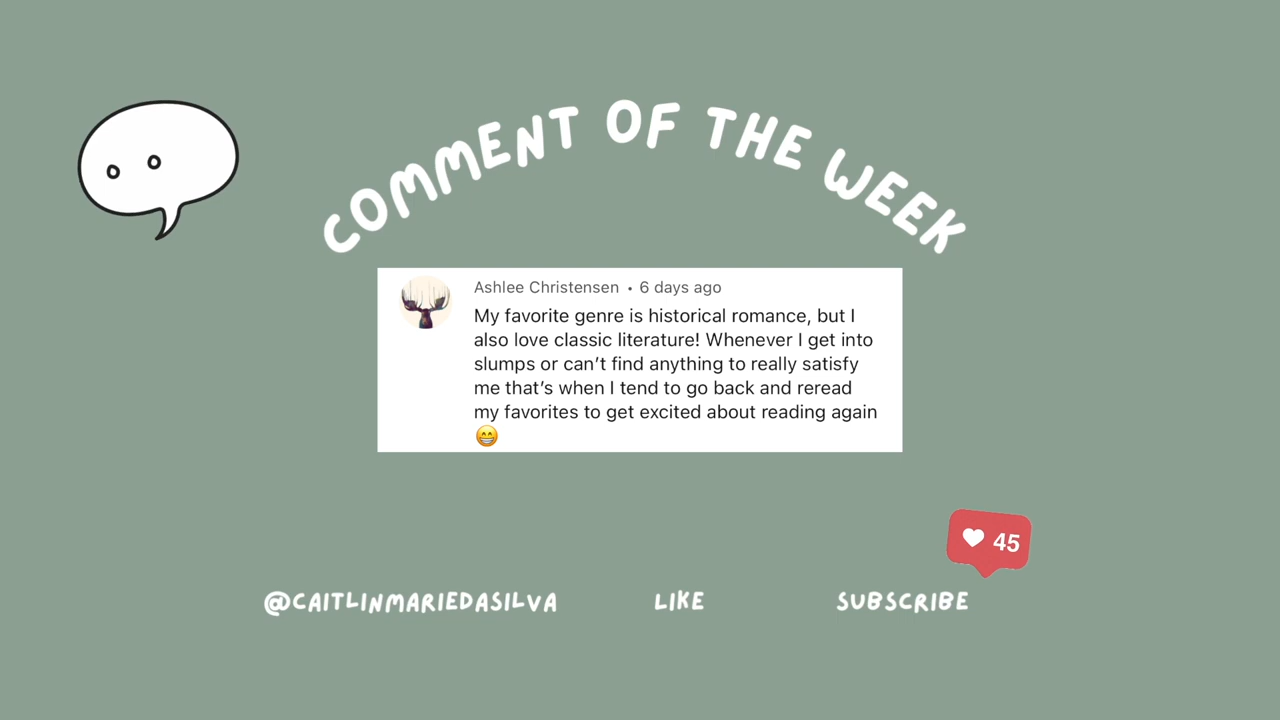 COMMENT OF THE WEEK
Ashlee Christensen • 6 days ago
My favorite genre is historical romance, but I
also love classic literature! Whenever I get into
slumps or can’t find anything to really satisfy
me that’s when I tend to go back and reread
my favorites to get excited about reading again
😁
45
@CAITLINMARIEDASILVA LIKE SUBSCRIBE